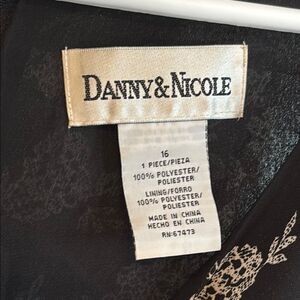 DANNY&NICOLE
16
1 PIECE/PIEZA
100% POLYESTER/
POLIESTER
LINING/FORRO
100% POLYESTER/
POLIESTER
MADE IN CHINA
HECHO EN CHINA
RN:67473